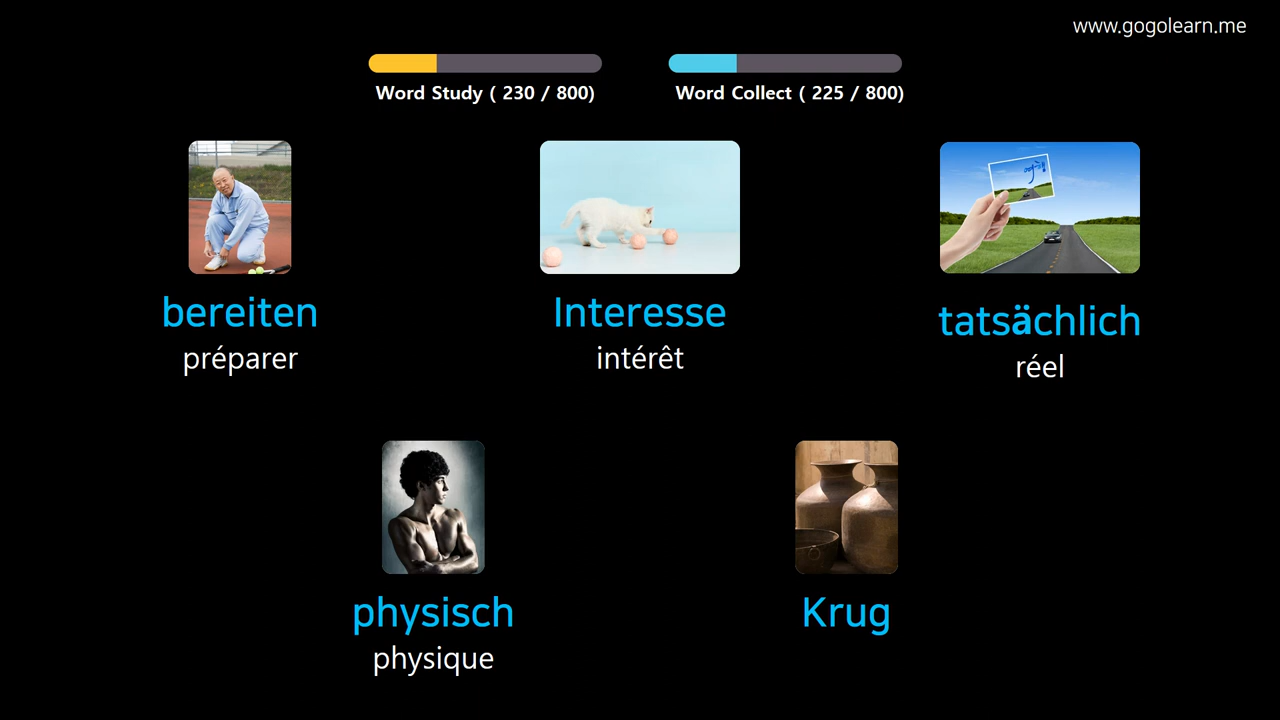 www.gogolearn.me
Word Study ( 230 / 800)
Word Collect ( 225 / 800)
bereiten
préparer
Interesse
intérêt
tatsächlich
réel
physisch
physique
Krug